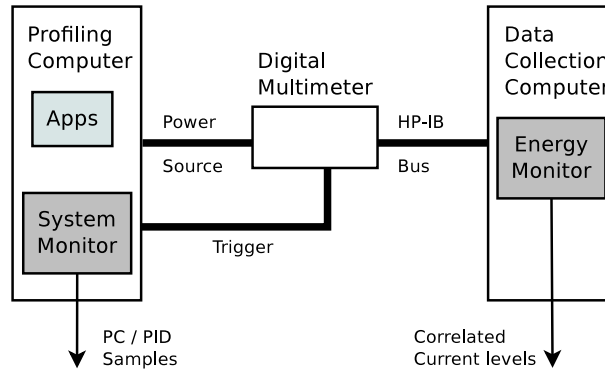 Profiling
Computer
Apps
System
Monitor
Power
Source
Trigger
Digital
Multimeter
HP-IB
Bus
Data
Collection
Computer
Energy
Monitor
PC / PID
Samples
Correlated
Current levels